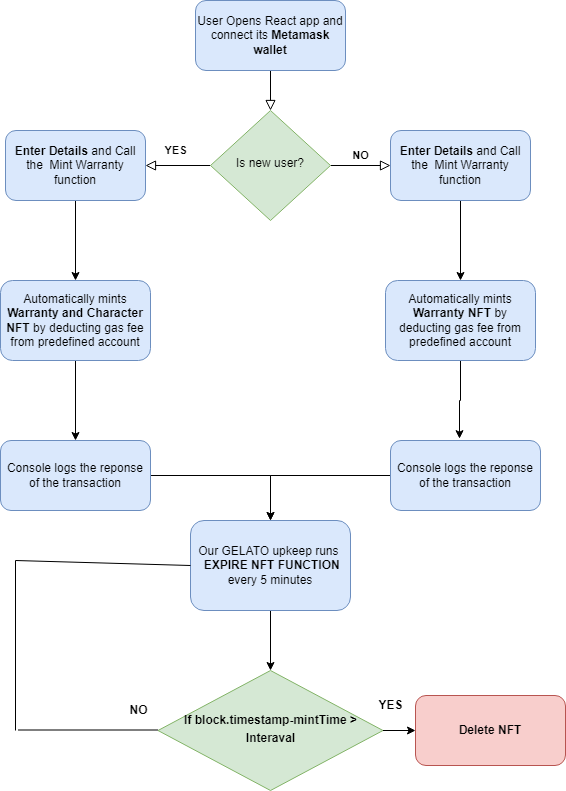 User Opens React app and
connect its Metamask
wallet
Is new user?
YES
NO
Enter Details and Call
the Mint Warranty
function
Enter Details and Call
the Mint Warranty
function
Automatically mints
Warranty and Character
NFT by deducting gas fee
from predefined account
Automatically mints
Warranty NFT by
deducting gas fee from
predefined account
Console logs the reponse
of the transaction
Console logs the reponse
of the transaction
Our GELATO upkeep runs
EXPIRE NFT FUNCTION
every 5 minutes
If block.timestamp-mintTime >
Interaval
NO
YES
Delete NFT